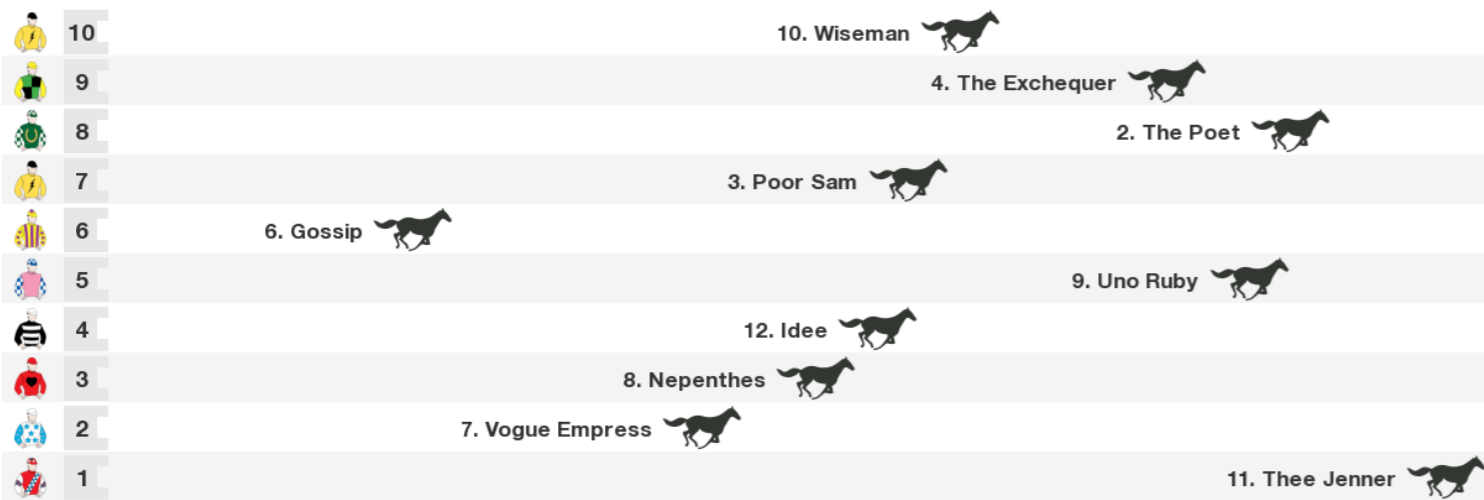 10 10. Wiseman
9 4. The Exchequer
8 2. The Poet
7 3. Poor Sam
6 6. Gossip
5 9. Uno Ruby
4 12. Idee
3 8. Nepenthes
2 7. Vogue Empress
1 11. Thee Jenner